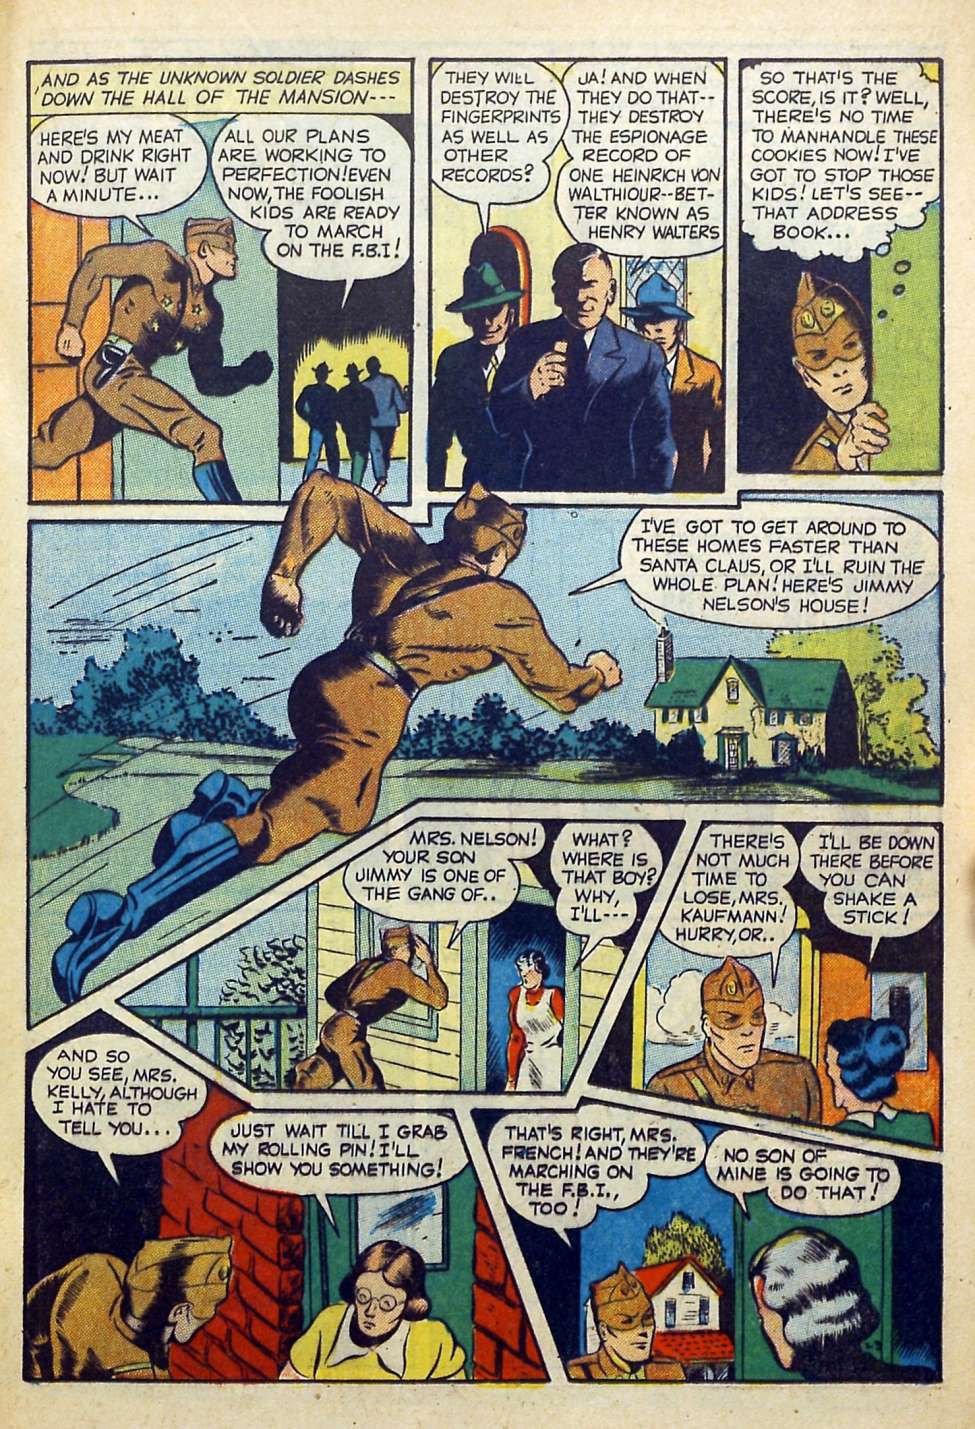 AND AS THE UNKNOWN SOLDIER DASHES
DOWN THE HALL OF THE MANSION---
HERE'S MY MEAT
AND DRINK RIGHT
NOW! BUT WAIT
A MINUTE...
ALL OUR PLANS
ARE WORKING TO
PERFECTION! EVEN
NOW, THE FOOLISH
KIDS ARE READY
TO MARCH
ON THE F.B.I!
THEY WILL
DESTROY THE
FINGERPRINTS
AS WELL AS
OTHER
RECORDS?
JA! AND WHEN
THEY DO THAT--
THEY DESTROY
THE ESPIONAGE
RECORD OF
ONE HEINRICH VON
WALTHIOUR--BET-
TER KNOWN AS
HENRY WALTERS
SO THAT'S THE
SCORE, IS IT? WELL,
THERE'S NO TIME
TO MANHANDLE THESE
COOKIES NOW! I'VE
GOT TO STOP THOSE
KIDS! LET'S SEE--
THAT ADDRESS
BOOK...
I'VE GOT TO GET AROUND TO
THESE HOMES FASTER THAN
SANTA CLAUS, OR I'LL RUIN THE
WHOLE PLAN! HERE'S JIMMY
NELSON'S HOUSE!
MRS. NELSON!
YOUR SON
JIMMY IS ONE OF
THE GANG OF..
WHAT?
WHERE IS
THAT BOY?
WHY,
I'LL---
THERE'S
NOT MUCH
TIME TO
LOSE, MRS.
KAUFMANN!
HURRY, OR..
I'LL BE DOWN
THERE BEFORE
YOU CAN
SHAKE A
STICK!
AND SO
YOU SEE, MRS.
KELLY, ALTHOUGH
I HATE TO
TELL YOU...
JUST WAIT TILL I GRAB
MY ROLLING PIN! I'LL
SHOW YOU SOMETHING!
THAT'S RIGHT, MRS.
FRENCH! AND THEY'RE
MARCHING ON
THE F.B.I.,
TOO!
NO SON OF
MINE IS GOING TO
DO THAT!